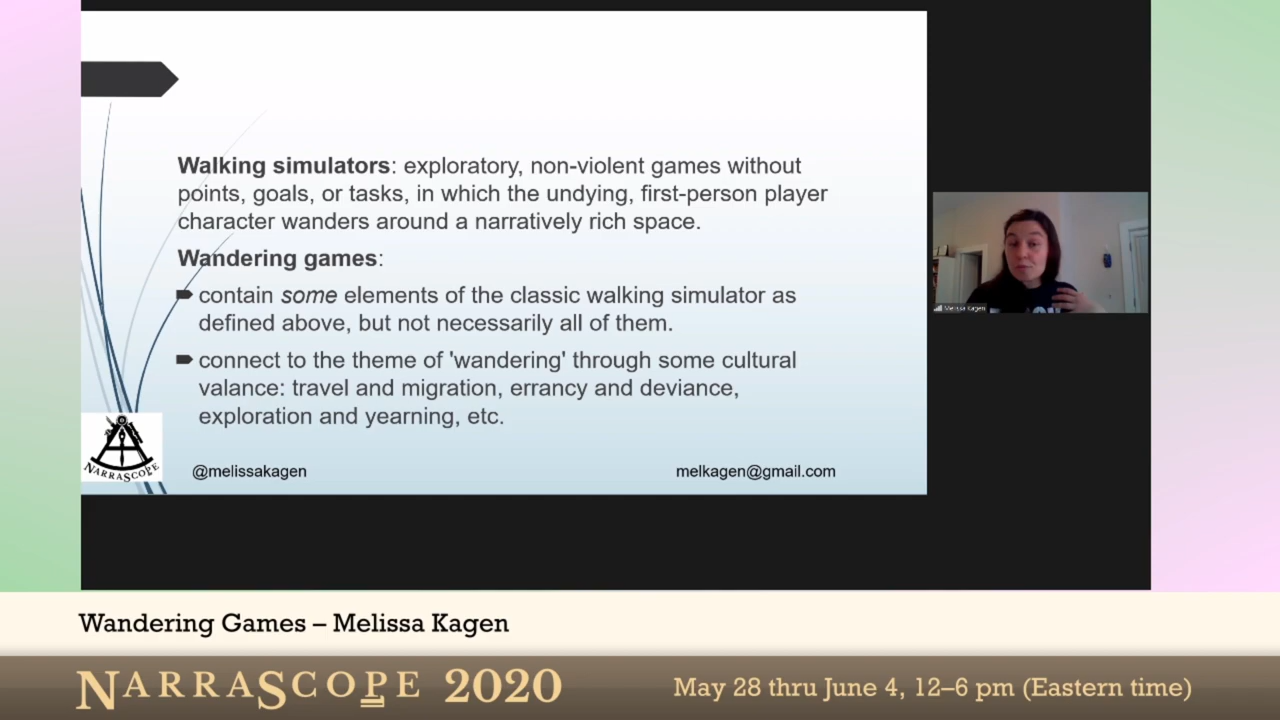 Walking simulators: exploratory, non-violent games without
points, goals, or tasks, in which the undying, first-person player
character wanders around a narratively rich space.
Wandering games:
contain some elements of the classic walking simulator as
defined above, but not necessarily all of them.
connect to the theme of 'wandering' through some cultural
valance: travel and migration, errancy and deviance,
exploration and yearning, etc.
NARRASCOPE
@melissakagen
melkagen@gmail.com
Melissa Kagen
Wandering Games – Melissa Kagen
NARRASCOPE 2020
May 28 thru June 4, 12–6 pm (Eastern time)